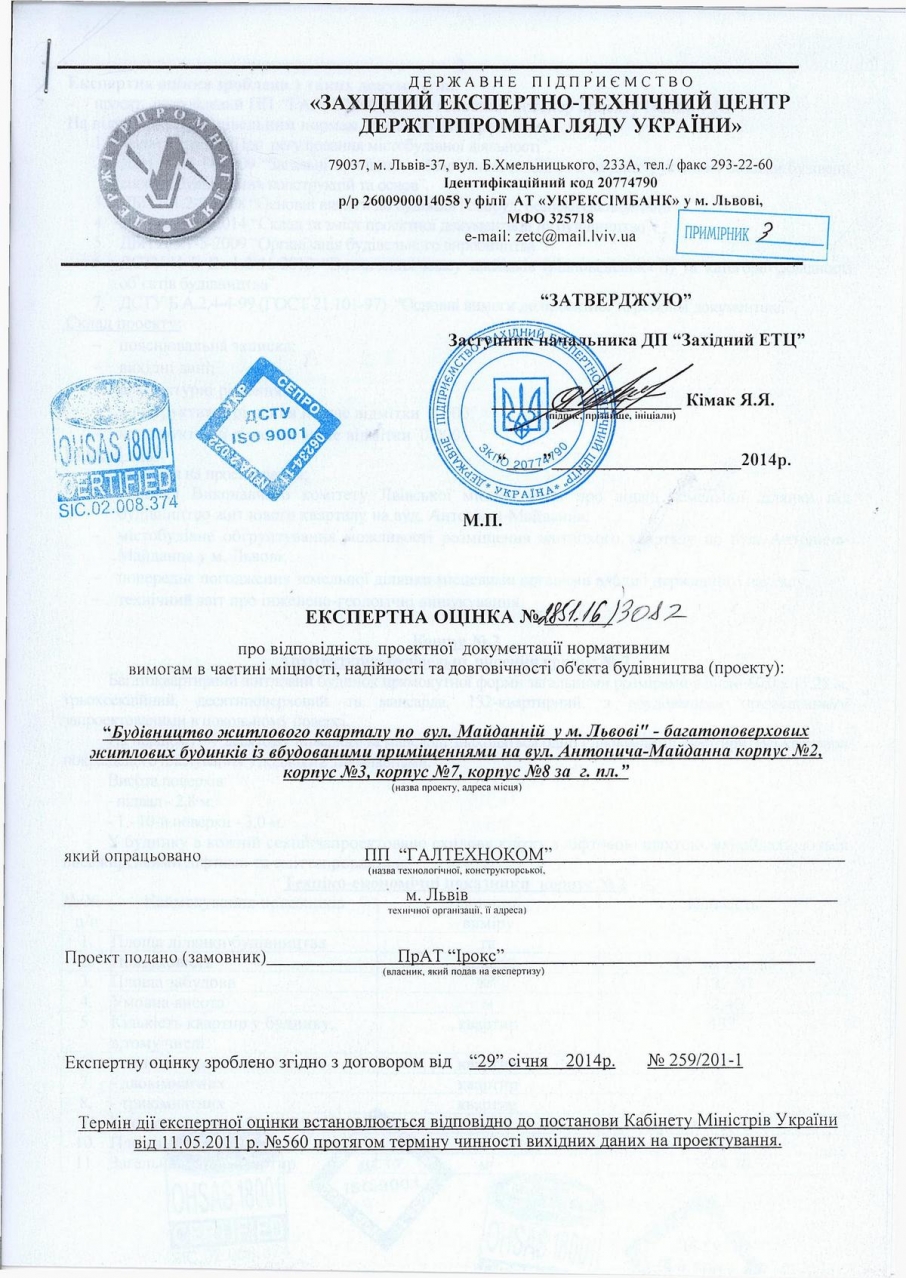 ДЕРЖАВНЕ ПІДПРИЄМСТВО
«ЗАХІДНИЙ ЕКСПЕРТНО-ТЕХНІЧНИЙ ЦЕНТР
ДЕРЖГІРПРОМНАГЛЯДУ УКРАЇНИ»
ДЕРЖГІРПРОМНАГЛЯД
79037, м. Львів-37, вул. Б.Хмельницького, 233А, тел./ факс 293-22-60
Ідентифікаційний код 20774790
р/р 2600900014058 у філії АТ «УКРЕКСІМБАНК» у м. Львові,
МФО 325718
e-mail: zetc@mail.lviv.ua
ПРИМІРНИК 3
“ЗАТВЕРДЖУЮ”
Заступник начальника ДП “Західний ЕТЦ”
Кімак Я.Я.
(підпис, прізвище, ініціали)
2014р.
М.П.
ДЕРЖАВНЕ ПІДПРИЄМСТВО ЗАХІДНИЙ ЕКСПЕРТНО-ТЕХНІЧНИЙ ЦЕНТР
* УКРАЇНА *
ЗКПО 20774790
OHSAS 18001
CERTIFIED
SIC.02.008.374
СЕПРО
ДСТУ
ISO 9001
ЕКСПЕРТНА ОЦІНКА №2851.16/3082
про відповідність проектної документації нормативним
вимогам в частині міцності, надійності та довговічності об'єкта будівництва (проекту):
“Будівництво житлового кварталу по вул. Майданній у м. Львові" - багатоповерхових
житлових будинків із вбудованими приміщеннями на вул. Антонича-Майданна корпус №2,
корпус №3, корпус №7, корпус №8 за г. пл.”
(назва проекту, адреса місця)
який опрацьовано ПП “ГАЛТЕХНОКОМ”
(назва технологічної, конструкторської,
м. Львів
технічної організації, її адреса)
Проект подано (замовник) ПрАТ “Ірокс”
(власник, який подав на експертизу)
Експертну оцінку зроблено згідно з договором від “29” січня 2014р. № 259/201-1
Термін дії експертної оцінки встановлюється відповідно до постанови Кабінету Міністрів України
від 11.05.2011 р. №560 протягом терміну чинності вихідних даних на проектування.